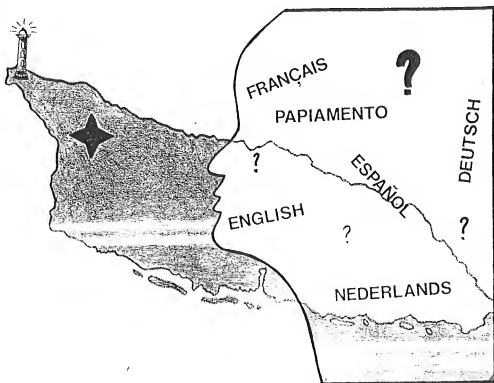 FRANÇAIS
?
PAPIAMENTO
DEUTSCH
?
ESPAÑOL
ENGLISH
?
?
NEDERLANDS